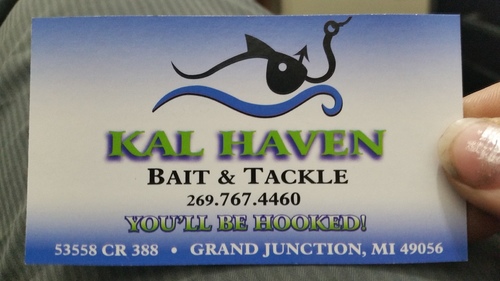 KAL HAVEN
BAIT & TACKLE
269.767.4460
YOU'LL BE HOOKED!
53558 CR 388 • GRAND JUNCTION, MI 49056